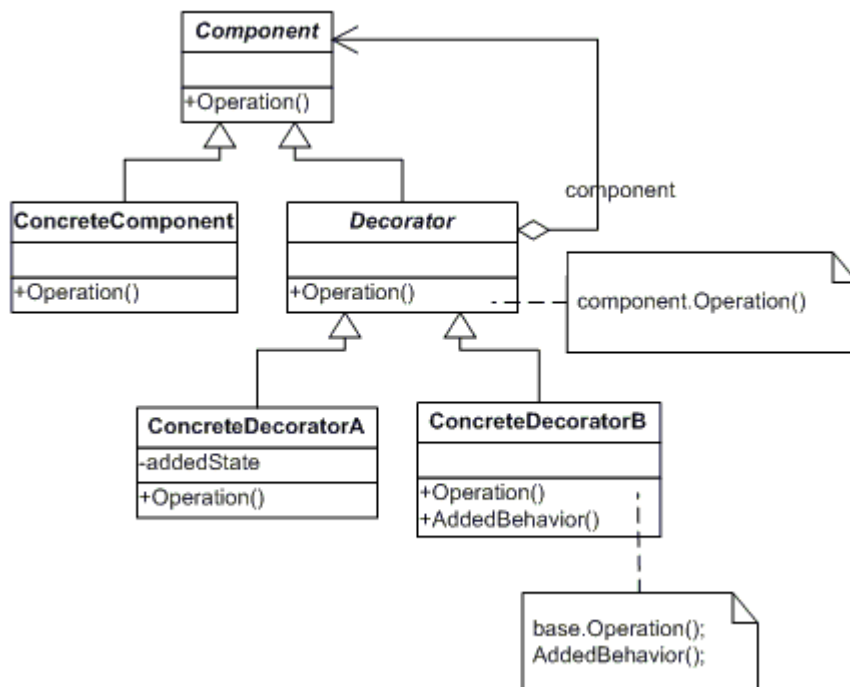 Component
+Operation()
component
ConcreteComponent
+Operation()
Decorator
+Operation()
component.Operation()
ConcreteDecoratorA
-addedState
+Operation()
ConcreteDecoratorB
+Operation()
+AddedBehavior()
base.Operation();
AddedBehavior();